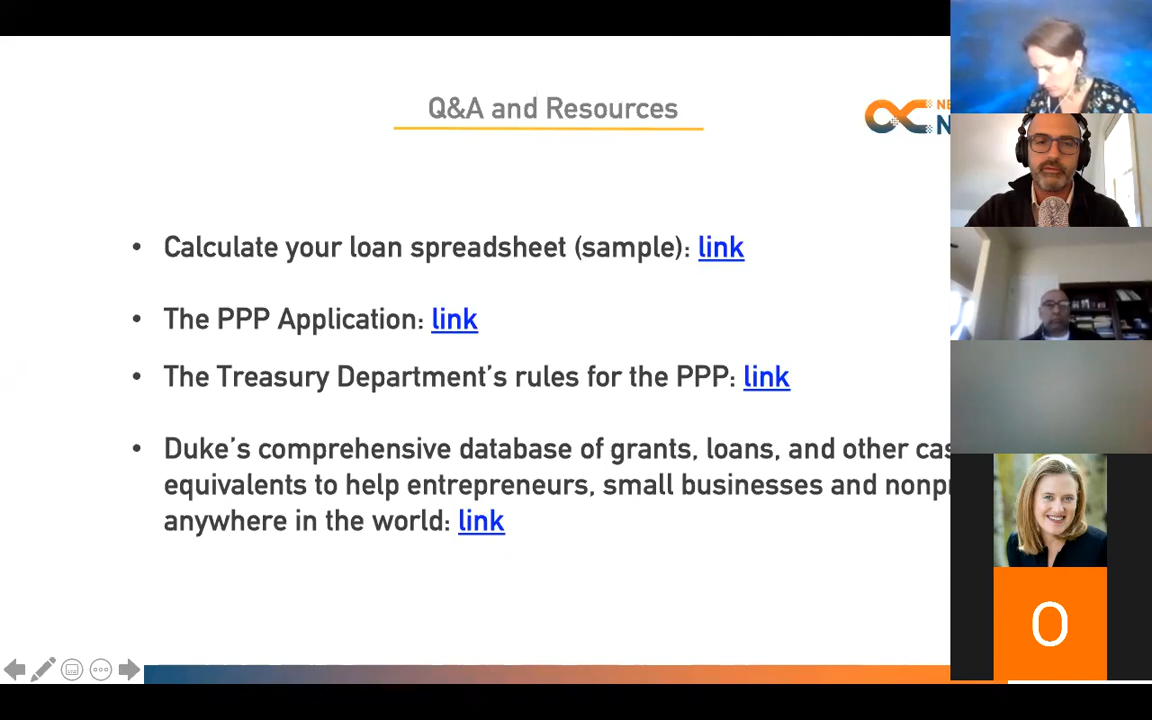 Q&A and Resources
• Calculate your loan spreadsheet (sample): link
• The PPP Application: link
• The Treasury Department’s rules for the PPP: link
• Duke’s comprehensive database of grants, loans, and other
equivalents to help entrepreneurs, small businesses and
anywhere in the world: link
O